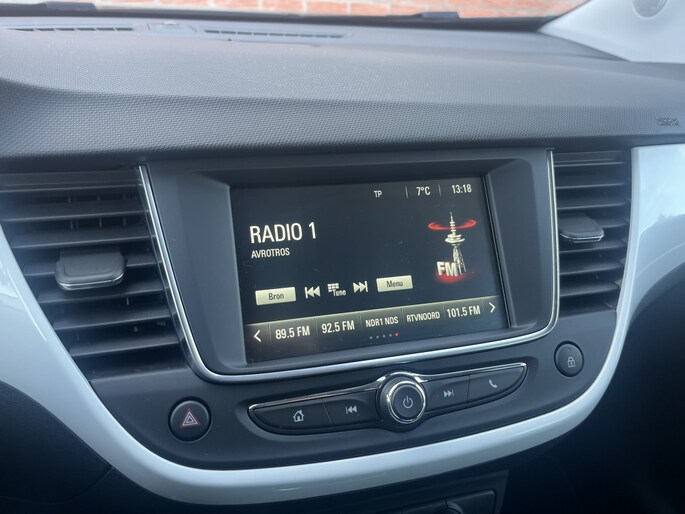 TP 7°C 13:18
RADIO 1
AVROTROS
FM
Bron Tune Menu
89.5 FM 92.5 FM NDR1 NDS RTVNOORD 101.5 FM